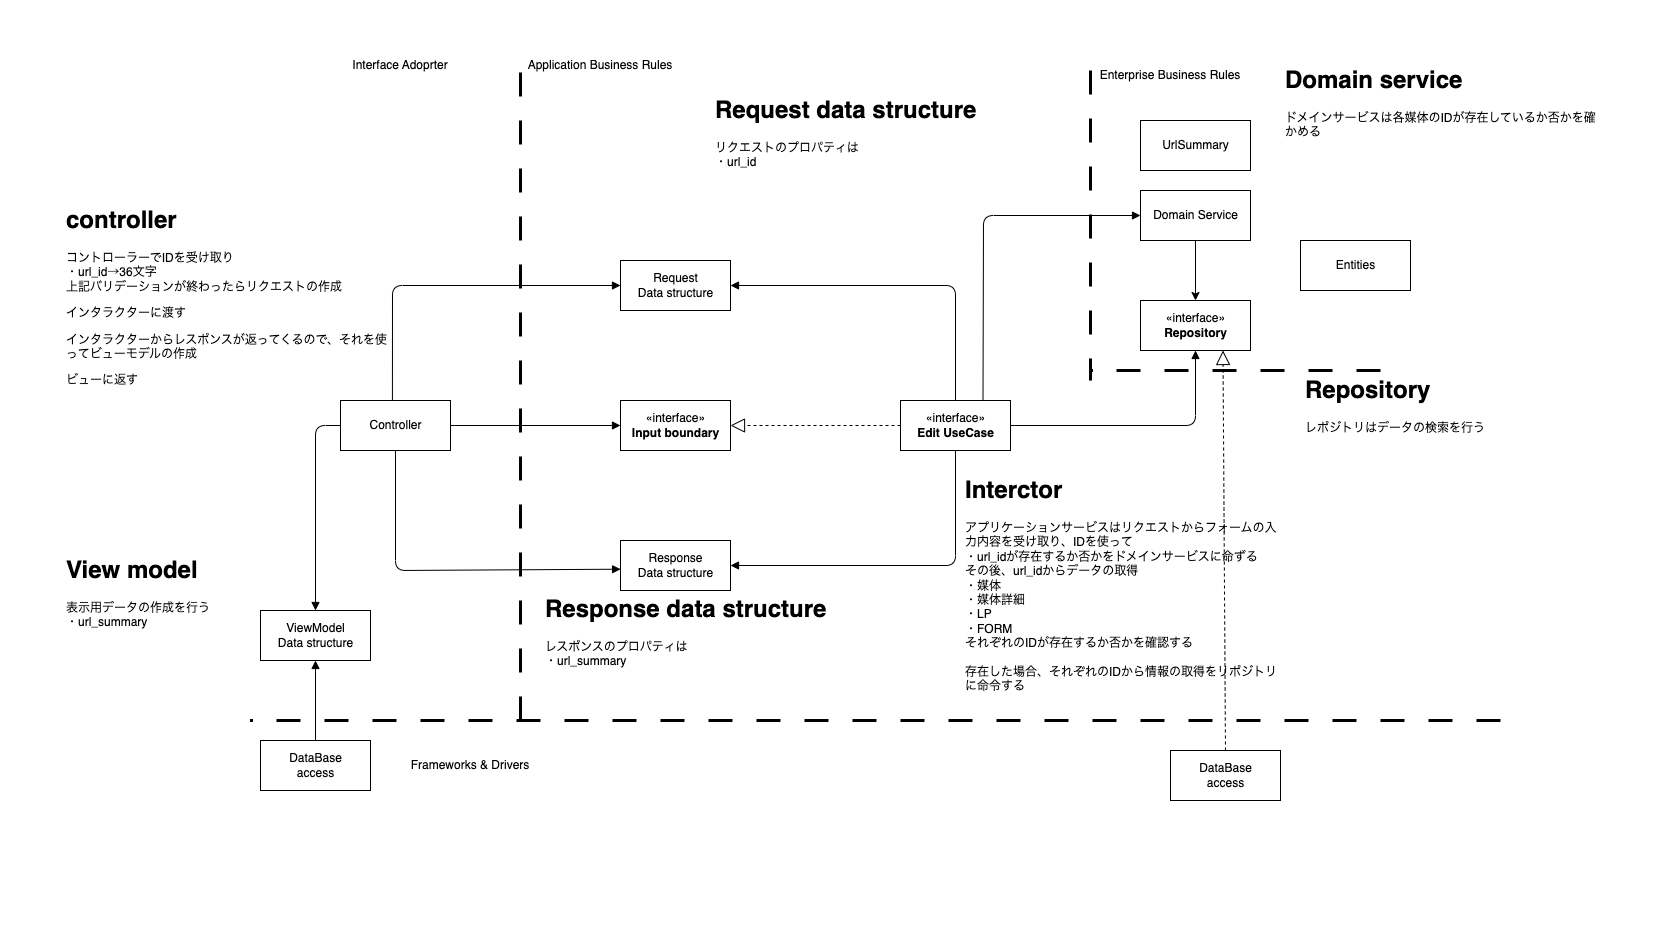 Interface Adoprter
Application Business Rules
Enterprise Business Rules
Domain service
ドメインサービスは各媒体のIDが存在しているか否かを確
かめる
Request data structure
リクエストのプロパティは
・url_id
UrlSummary
Domain Service
Entities
«interface»
Repository
controller
コントローラーでIDを受け取り
・url_id→36文字
上記バリデーションが終わったらリクエストの作成
インタラクターに渡す
インタラクターからレスポンスが返ってくるので、それを使
ってビューモデルの作成
ビューに返す
Request
Data structure
Repository
レポジトリはデータの検索を行う
Controller
«interface»
Input boundary
«interface»
Edit UseCase
Interctor
アプリケーションサービスはリクエストからフォームの入
力内容を受け取り、IDを使って
・url_idが存在するか否かをドメインサービスに命ずる
その後、url_idからデータの取得
・媒体
・媒体詳細
・LP
・FORM
それぞれのIDが存在するか否かを確認する
存在した場合、それぞれのIDから情報の取得をリポジトリ
に命令する
Response
Data structure
Response data structure
レスポンスのプロパティは
・url_summary
View model
表示用データの作成を行う
・url_summary
ViewModel
Data structure
DataBase
access
Frameworks & Drivers
DataBase
access